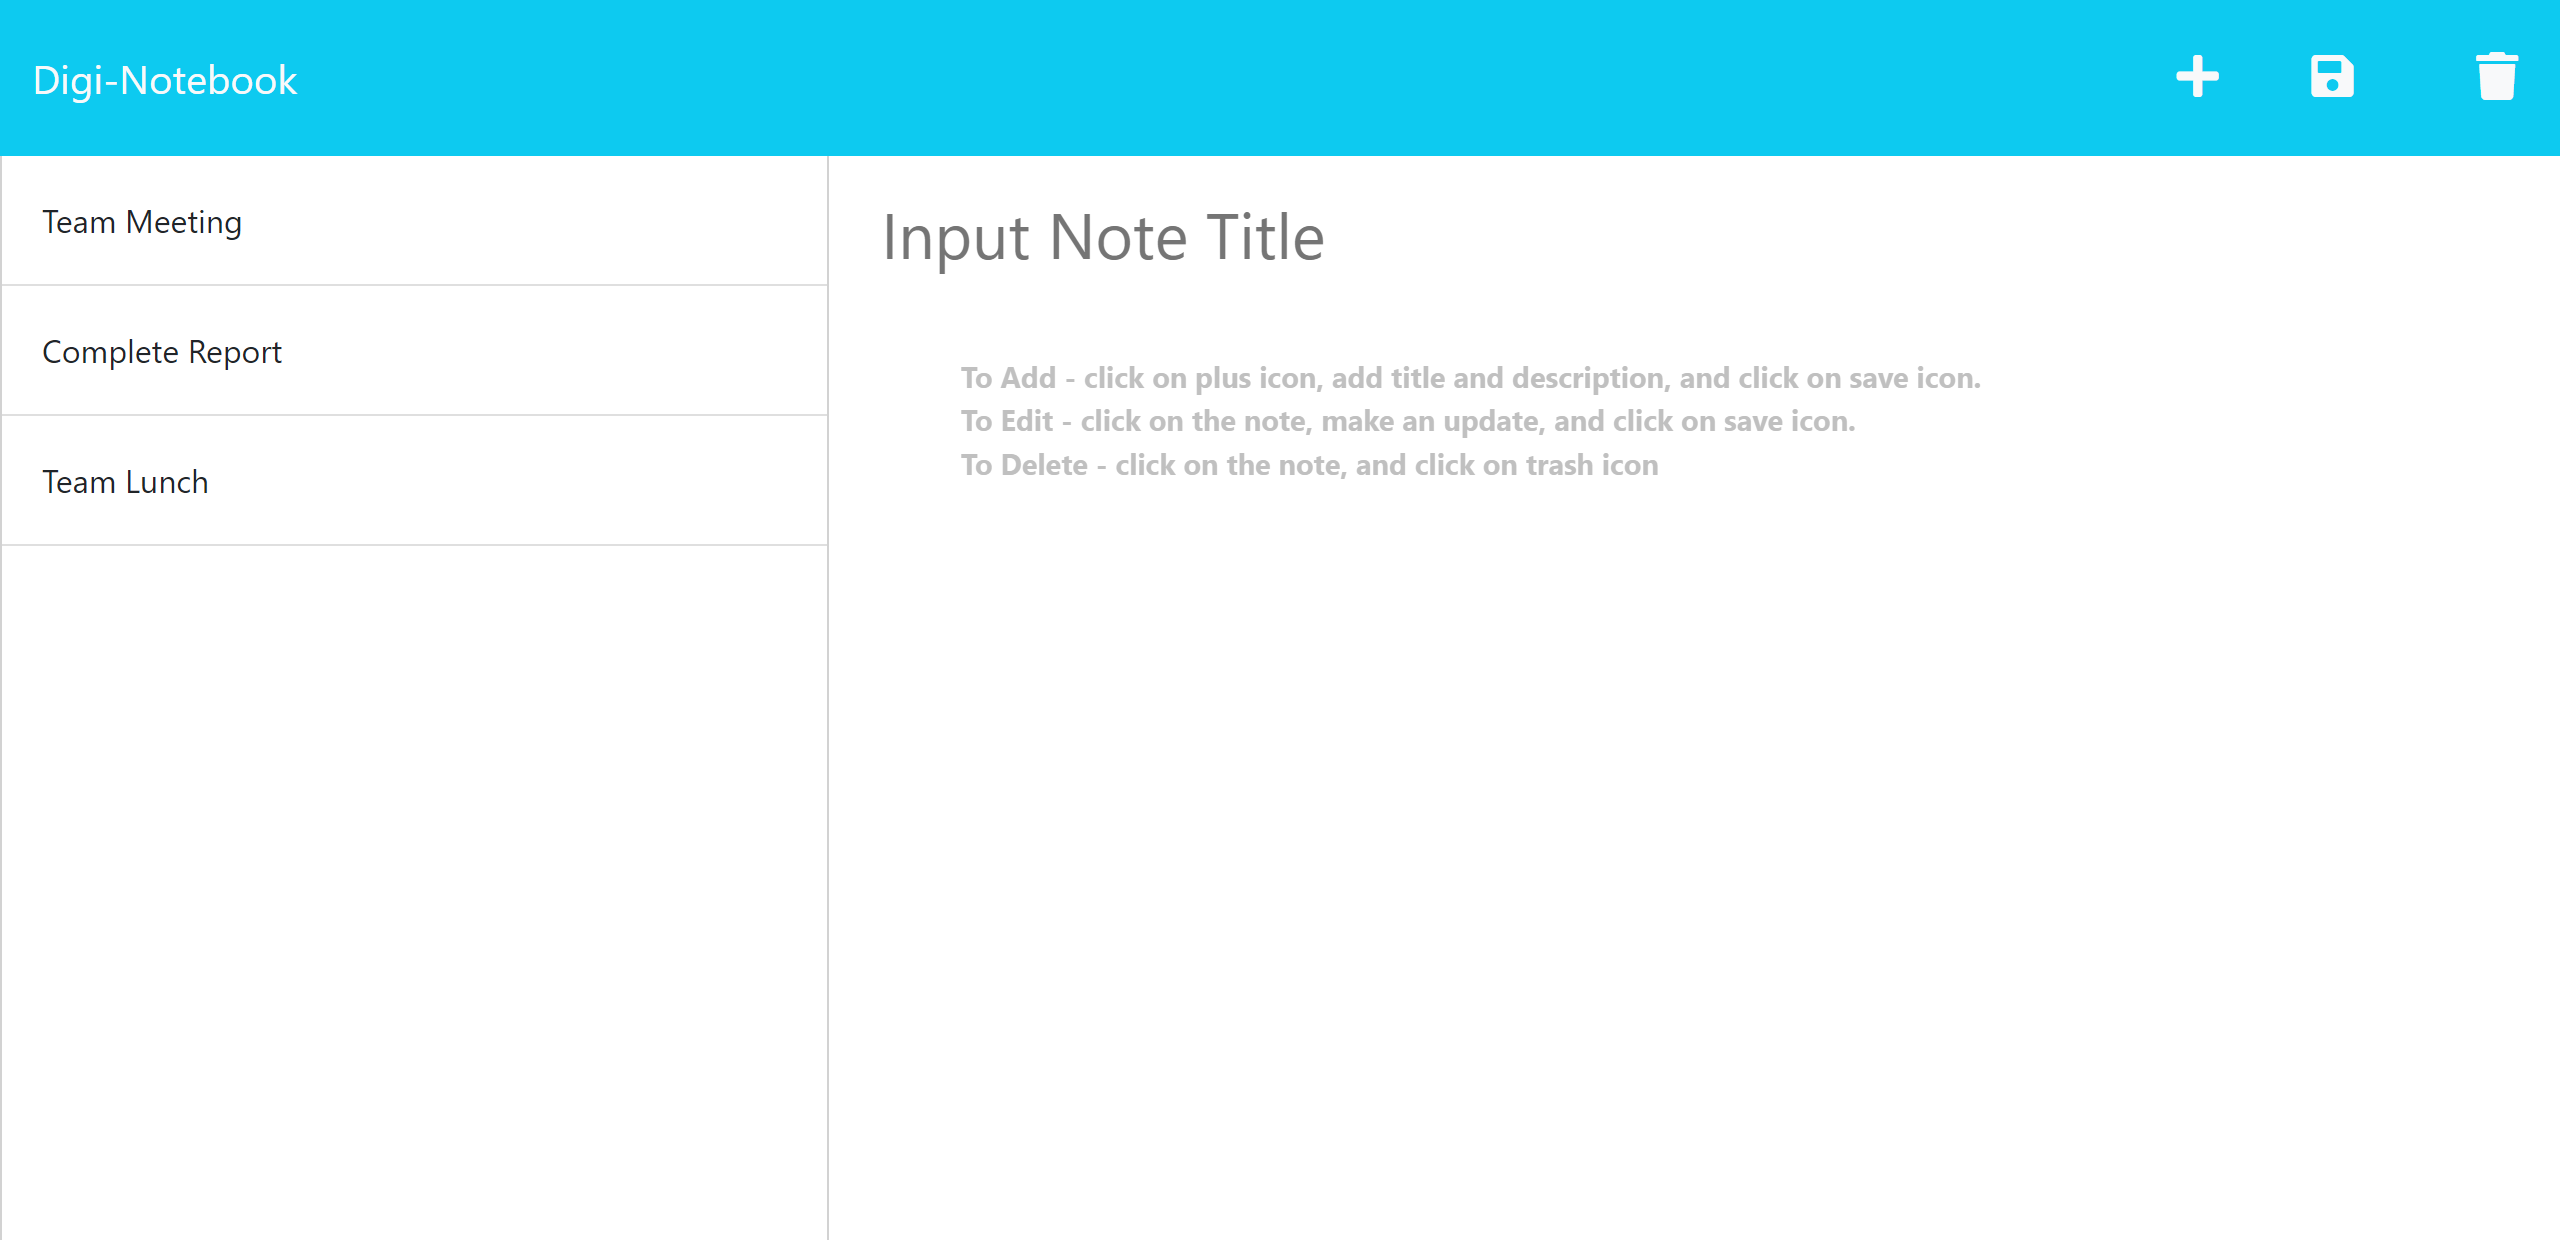 Digi-Notebook
Team Meeting
Complete Report
Team Lunch
Input Note Title
To Add - click on plus icon, add title and description, and click on save icon.
To Edit - click on the note, make an update, and click on save icon.
To Delete - click on the note, and click on trash icon